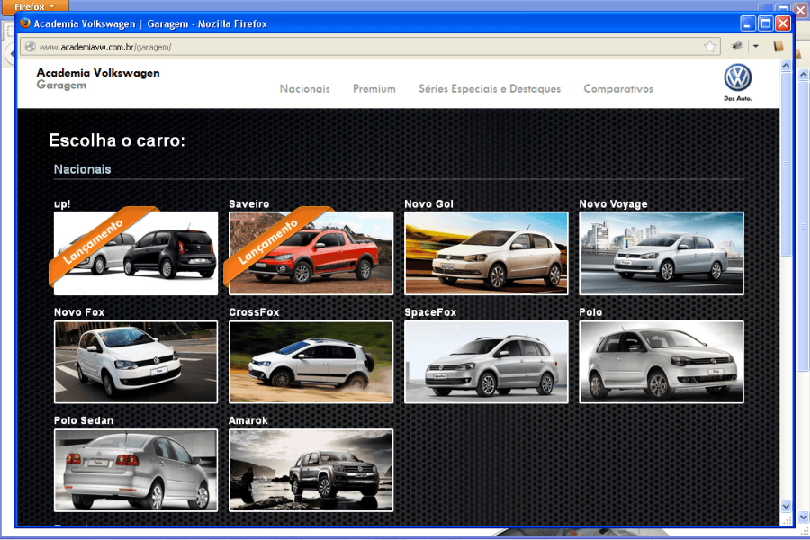 Firefox
Academia Volkswagen | Garagem - Mozilla Firefox
www.academiavw.com.br/garagem/
Academia Volkswagen
Garagem
Nacionais Premium Séries Especiais e Destaques Comparativos
Das Auto.
Escolha o carro:
Nacionais
up! Saveiro Novo Gol Novo Voyage
Lançamento Lançamento
Novo Fox CrossFox SpaceFox Polo
Polo Sedan Amarok